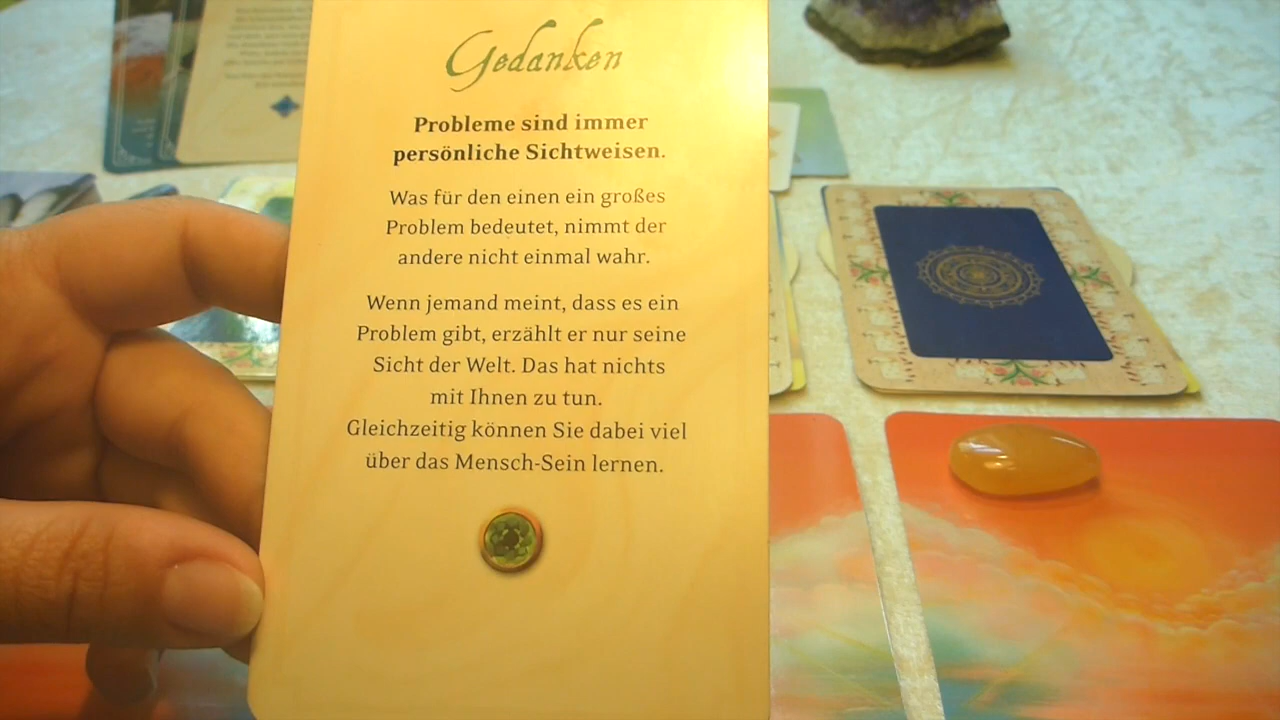 Gedanken
Probleme sind immer
persönliche Sichtweisen.
Was für den einen ein großes
Problem bedeutet, nimmt der
andere nicht einmal wahr.
Wenn jemand meint, dass es ein
Problem gibt, erzählt er nur seine
Sicht der Welt. Das hat nichts
mit Ihnen zu tun.
Gleichzeitig können Sie dabei viel
über das Mensch-Sein lernen.